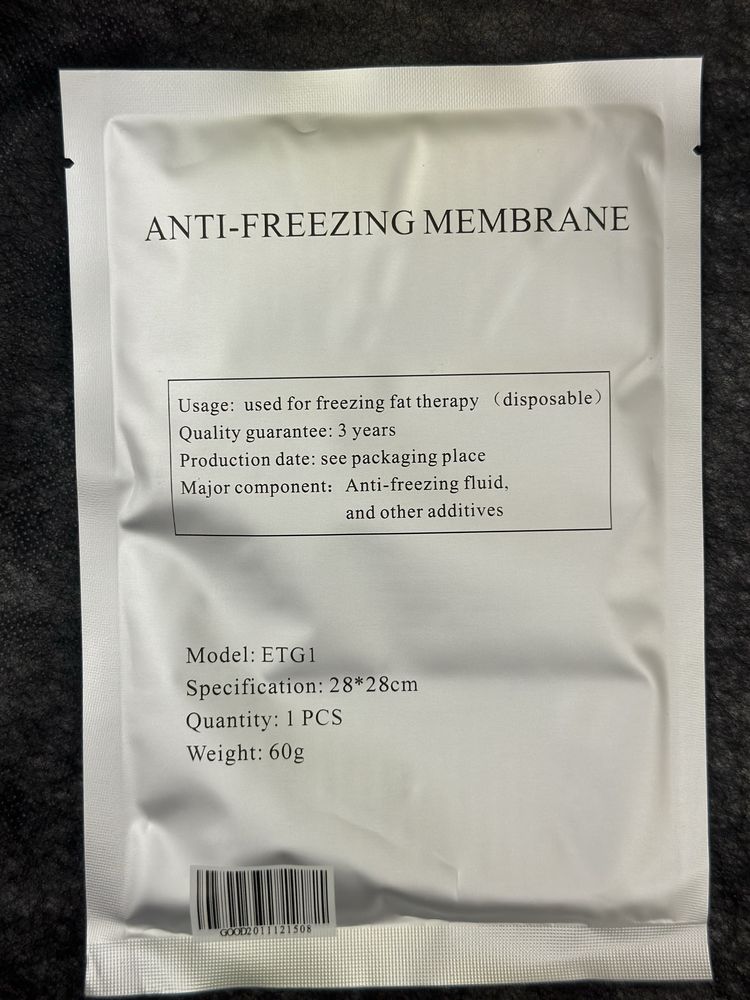 ANTI-FREEZING MEMBRANE
Usage: used for freezing fat therapy （disposable）
Quality guarantee: 3 years
Production date: see packaging place
Major component: Anti-freezing fluid,
and other additives
Model: ETG1
Specification: 28*28cm
Quantity: 1 PCS
Weight: 60g
GOOD2011121508